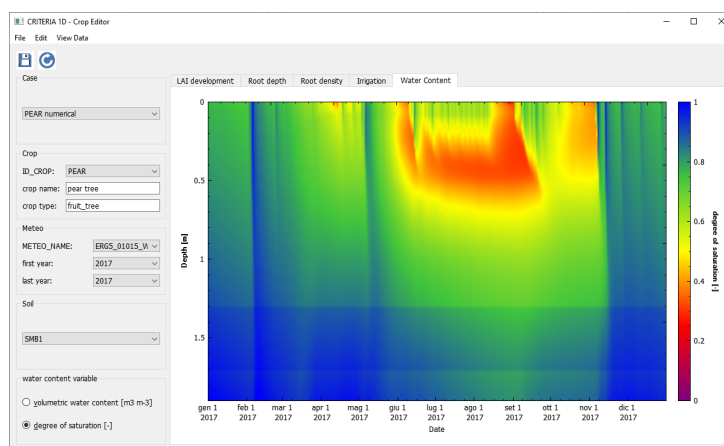 CRITERIA 1D - Crop Editor
File Edit View Data
Case
PEAR numerical
Crop
ID_CROP: PEAR
crop name: pear tree
crop type: fruit_tree
Meteo
METEO_NAME:
first year: 2017
last year: 2017
Soil
SMB1
water content variable
volumetric water content [m3 m-3]
degree of saturation [-]
LAI development Root depth Root density Irrigation Water Content
0
0.5
1
1.5
Depth [m]
gen 1 feb 1 mar 1 apr 1 mag 1 giu 1 lug 1 ago 1 set 1 ott 1 nov 1 dic 1
2017 2017 2017 2017 2017 2017 2017 2017 2017 2017 2017 2017
Date
1
0.8
0.6
0.4
0.2
0
degree of saturation [-]